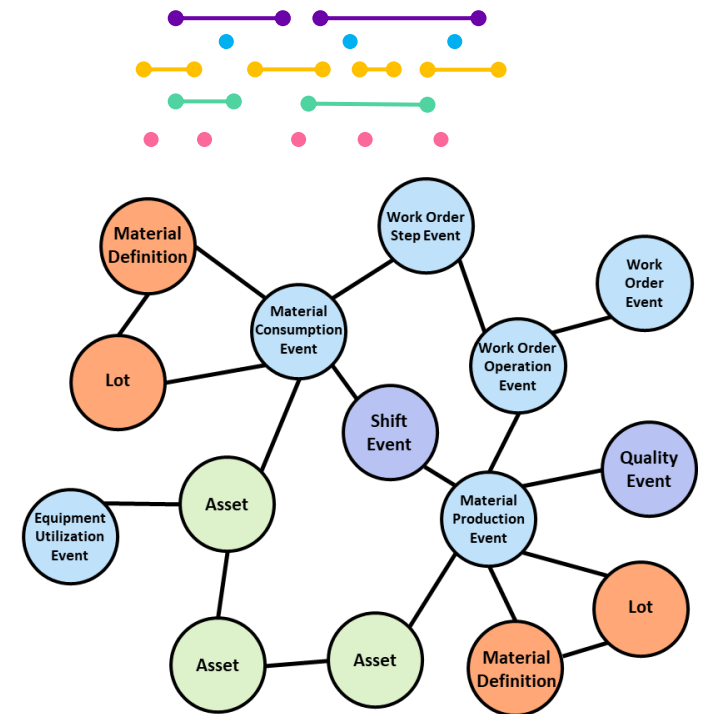 Work Order
Step Event
Material
Definition
Work
Order
Event
Material
Consumption
Event
Work Order
Operation
Event
Lot
Shift
Event
Quality
Event
Asset
Material
Production
Event
Equipment
Utilization
Event
Lot
Asset
Asset
Material
Definition